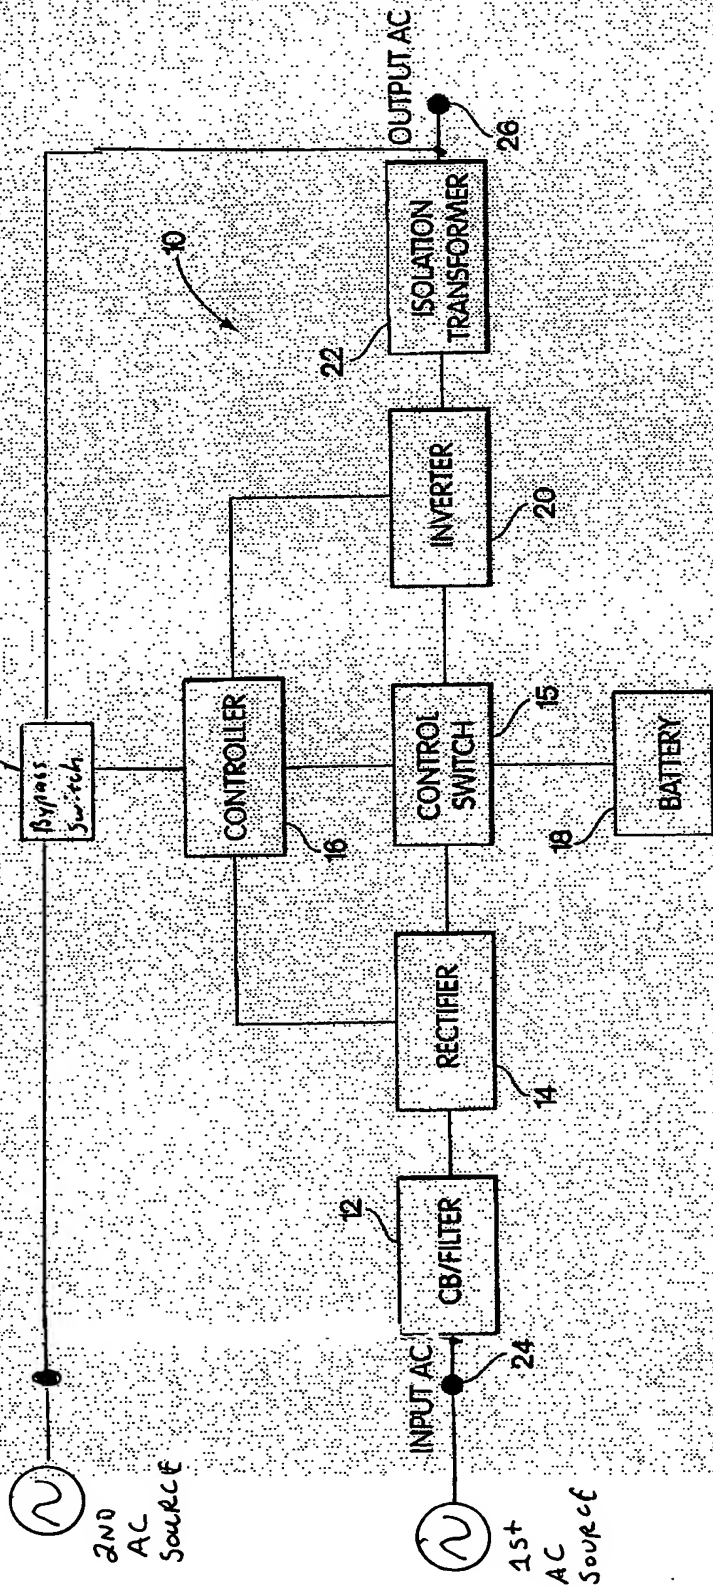 Bypass
Switch
10
CONTROLLER
16
OUTPUT AC
26
ISOLATION
TRANSFORMER
22
INVERTER
20
CONTROL
SWITCH
15
BATTERY
18
RECTIFIER
14
CB/FILTER
12
INPUT AC
24
2ND
AC
SOURCE
1st
AC
SOURCE